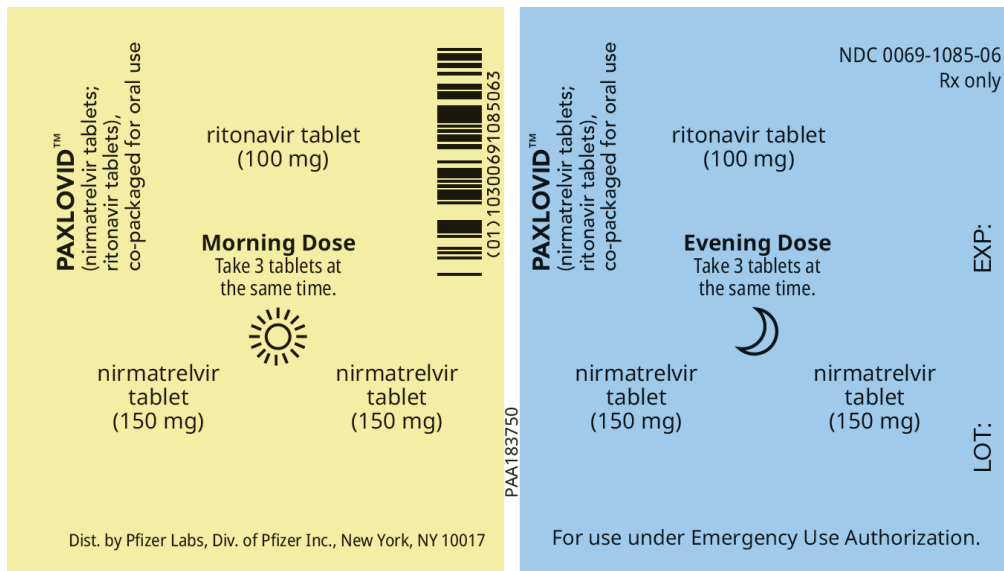 PAXLOVID™
(nirmatrelvir tablets;
ritonavir tablets),
co-packaged for oral use
ritonavir tablet
(100 mg)
(01)10300691085063
Morning Dose
Take 3 tablets at
the same time.
nirmatrelvir
tablet
(150 mg)
nirmatrelvir
tablet
(150 mg)
Dist. by Pfizer Labs, Div. of Pfizer Inc., New York, NY 10017
PAA183750
PAXLOVID™
(nirmatrelvir tablets;
ritonavir tablets),
co-packaged for oral use
NDC 0069-1085-06
Rx only
ritonavir tablet
(100 mg)
Evening Dose
Take 3 tablets at
the same time.
nirmatrelvir
tablet
(150 mg)
nirmatrelvir
tablet
(150 mg)
EXP:
LOT:
For use under Emergency Use Authorization.